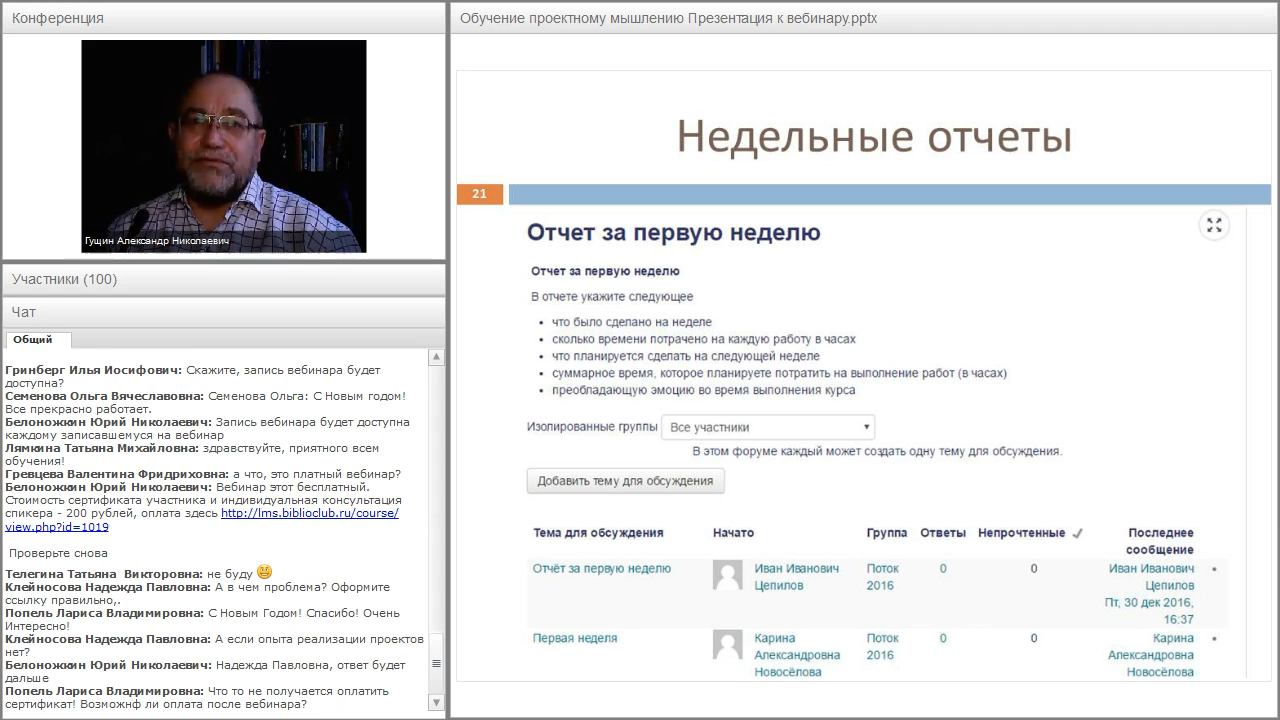 Конференция
Гущин Александр Николаевич
Участники (100)
Чат
Общий
Гринберг Илья Иосифович: Скажите, запись вебинара будет
доступна?
Семенова Ольга Вячеславовна: Семенова Ольга: С Новым годом!
Все прекрасно работает.
Белоножкин Юрий Николаевич: Запись вебинара будет доступна
каждому записавшемуся на вебинар
Лямкина Татьяна Михайловна: здравствуйте, приятного всем
обучения!
Гревцева Валентина Фридриховна: а что, это платный вебинар?
Белоножкин Юрий Николаевич: Вебинар этот бесплатный.
Стоимость сертификата участника и индивидуальная консультация
спикера - 200 рублей, оплата здесь http://lms.biblioclub.ru/course/
view.php?id=1019
Проверьте снова
Телегина Татьяна Викторовна: не буду
Клейносова Надежда Павловна: А в чем проблема? Оформите
ссылку правильно,.
Попель Лариса Владимировна: С Новым Годом! Спасибо! Очень
Интересно!
Клейносова Надежда Павловна: А если опыта реализации проектов
нет?
Белоножкин Юрий Николаевич: Надежда Павловна, ответ будет
дальше
Попель Лариса Владимировна: Что то не получается оплатить
сертификат! Возможнф ли оплата после вебинара?
Обучение проектному мышлению Презентация к вебинару.pptx
Недельные отчеты
21
Отчет за первую неделю
Отчет за первую неделю
В отчете укажите следующее
• что было сделано на неделе
• сколько времени потрачено на каждую работу в часах
• что планируется сделать на следующей неделе
• суммарное время, которое планируете потратить на выполнение работ (в часах)
• преобладающую эмоцию во время выполнения курса
Изолированные группы Все участники
В этом форуме каждый может создать одну тему для обсуждения.
Добавить тему для обсуждения
Тема для обсуждения Начато Группа Ответы Непрочтенные ✓ Последнее
сообщение
Отчёт за первую неделю Иван Иванович Поток 0 0 Иван Иванович •
Цепилов 2016 Цепилов
Пт, 30 дек 2016,
16:37
Первая неделя Карина Поток 0 0 Карина •
Александровна 2016 Александровна
Новосёлова Новосёлова